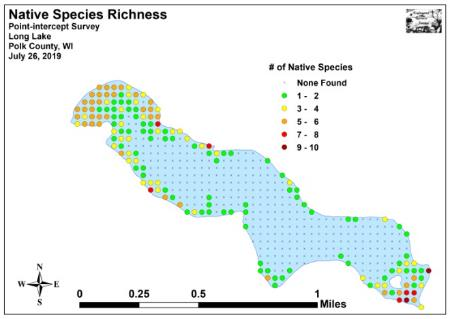 Native Species Richness
Point-intercept Survey
Long Lake
Polk County, WI
July 26, 2019
# of Native Species
None Found
1 - 2
3 - 4
5 - 6
7 - 8
9 - 10
N
W E
S
0 0.25 0.5 1
Miles